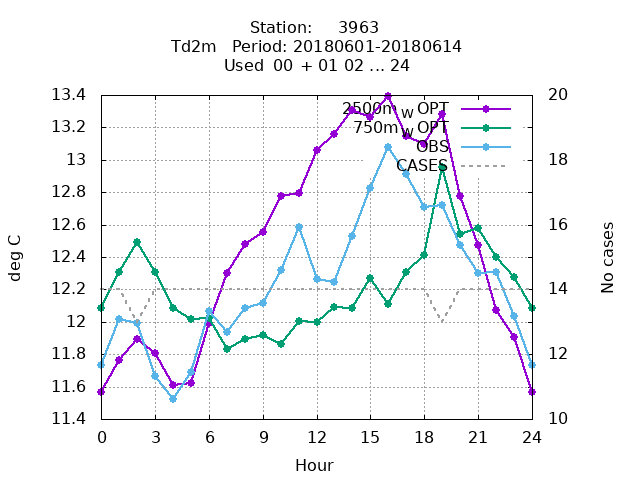 Station: 3963
Td2m Period: 20180601-20180614
Used 00 + 01 02 ... 24
13.4
13.2
13
12.8
12.6
12.4
12.2
12
11.8
11.6
11.4
20
18
16
14
12
10
0 3 6 9 12 15 18 21 24
deg C
No cases
Hour
2500m_w OPT
750m_w OPT
OBS
CASES